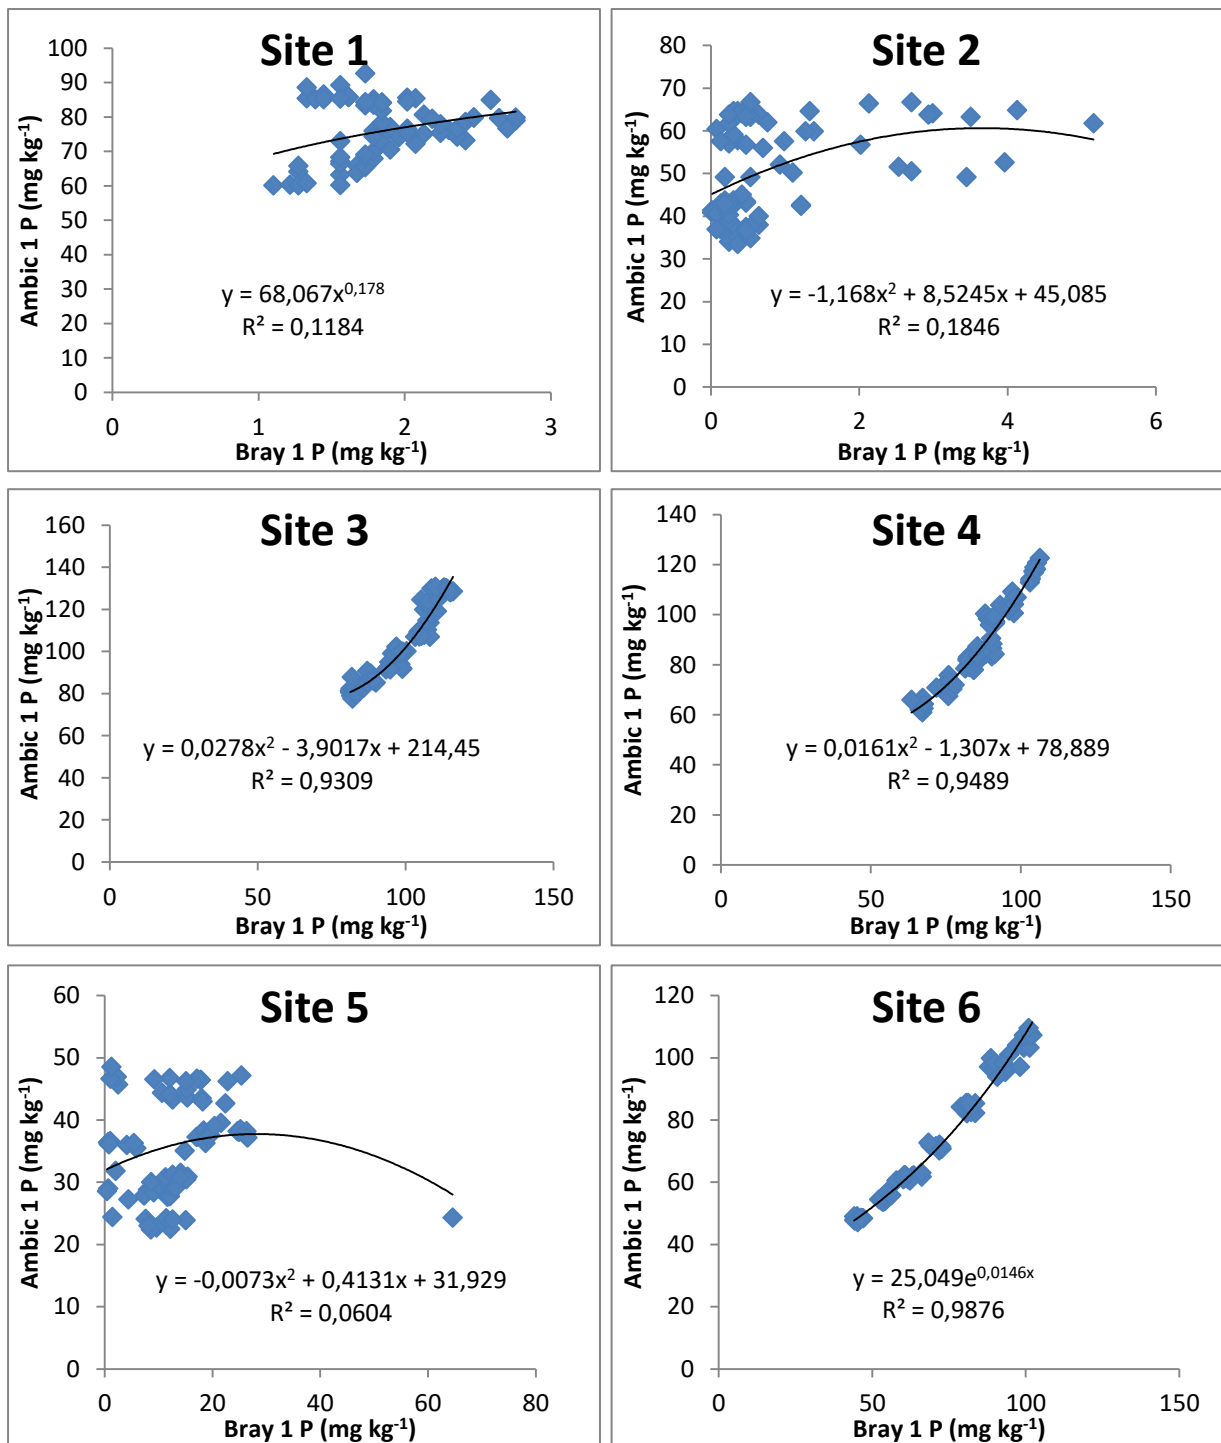 Site 1
Ambic 1 P (mg kg⁻¹)
100
90
80
70
60
50
40
30
20
10
0
y = 68,067x⁰,¹⁷⁸
R² = 0,1184
0 1 2 3
Bray 1 P (mg kg⁻¹)
Site 2
Ambic 1 P (mg kg⁻¹)
80
70
60
50
40
30
20
10
0
y = -1,168x² + 8,5245x + 45,085
R² = 0,1846
0 2 4 6
Bray 1 P (mg kg⁻¹)
Site 3
Ambic 1 P (mg kg⁻¹)
160
140
120
100
80
60
40
20
0
y = 0,0278x² - 3,9017x + 214,45
R² = 0,9309
0 50 100 150
Bray 1 P (mg kg⁻¹)
Site 4
Ambic 1 P (mg kg⁻¹)
140
120
100
80
60
40
20
0
y = 0,0161x² - 1,307x + 78,889
R² = 0,9489
0 50 100 150
Bray 1 P (mg kg⁻¹)
Site 5
Ambic 1 P (mg kg⁻¹)
60
50
40
30
20
10
0
y = -0,0073x² + 0,4131x + 31,929
R² = 0,0604
0 20 40 60 80
Bray 1 P (mg kg⁻¹)
Site 6
Ambic 1 P (mg kg⁻¹)
120
100
80
60
40
20
0
y = 25,049e⁰,⁰¹⁴⁶ˣ
R² = 0,9876
0 50 100 150
Bray 1 P (mg kg⁻¹)